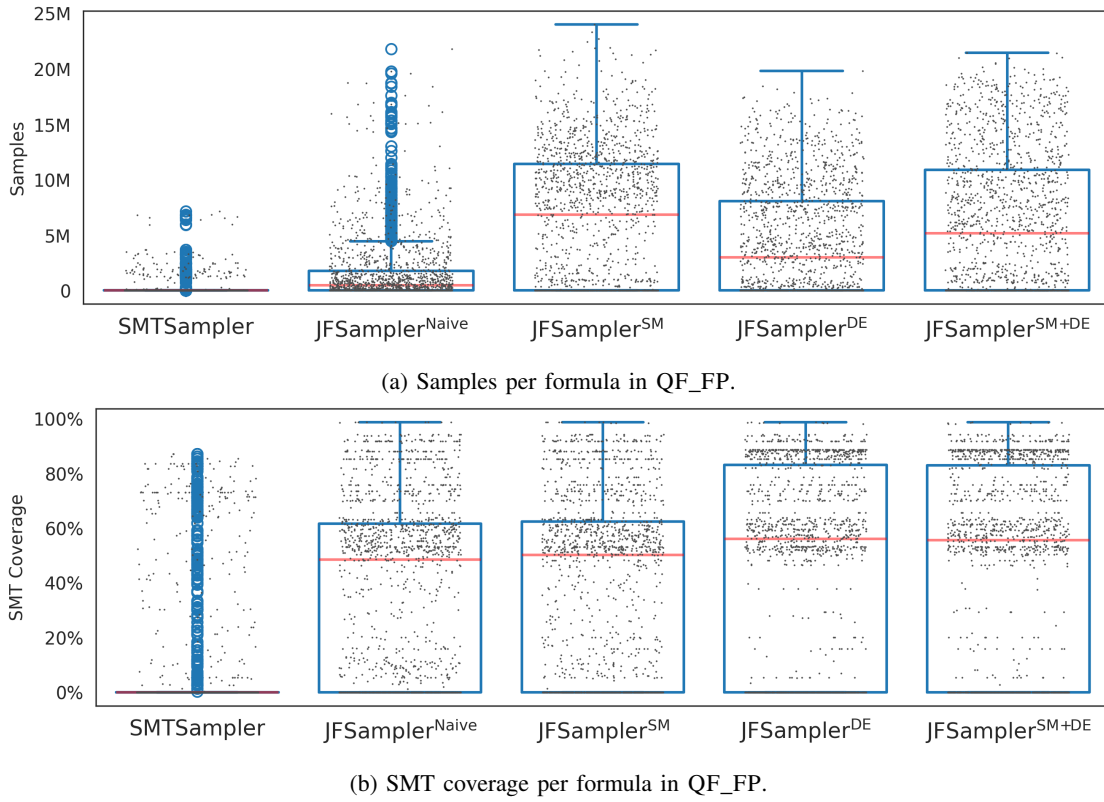 25M
20M
15M
10M
5M
0
Samples
SMTSampler JFSampler^Naive JFSampler^SM JFSampler^DE JFSampler^SM+DE
(a) Samples per formula in QF_FP.
100%
80%
60%
40%
20%
0%
SMT Coverage
SMTSampler JFSampler^Naive JFSampler^SM JFSampler^DE JFSampler^SM+DE
(b) SMT coverage per formula in QF_FP.